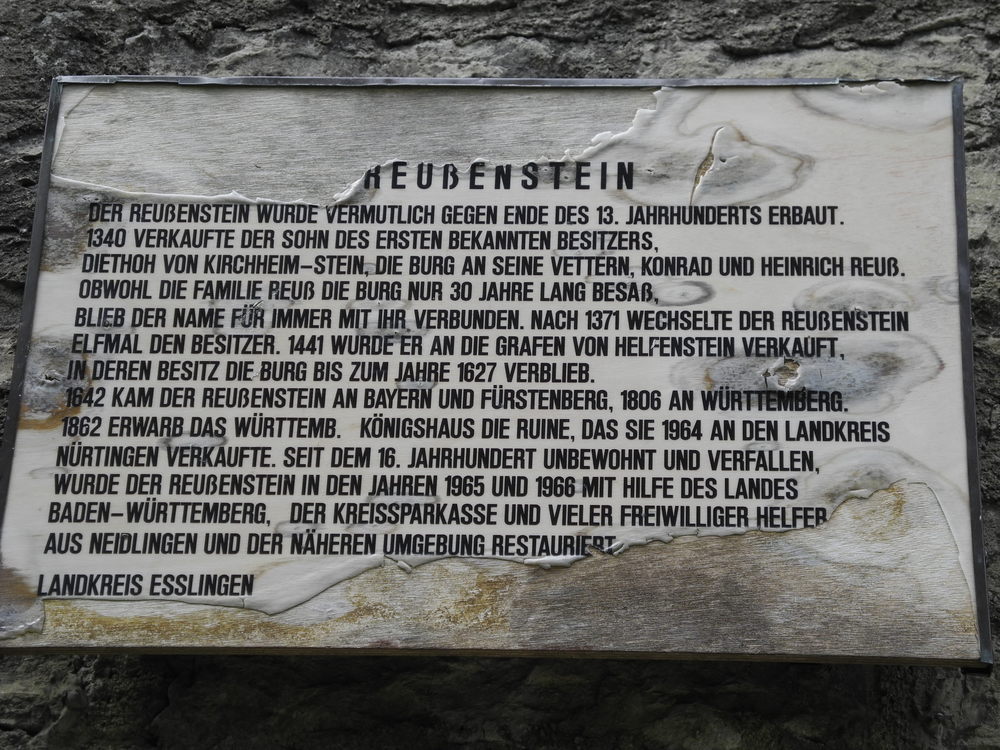 REUßENSTEIN
DER REUßENSTEIN WURDE VERMUTLICH GEGEN ENDE DES 13. JAHRHUNDERTS ERBAUT.
1340 VERKAUFTE DER SOHN DES ERSTEN BEKANNTEN BESITZERS,
DIETHOH VON KIRCHHEIM-STEIN, DIE BURG AN SEINE VETTERN, KONRAD UND HEINRICH REUß.
OBWOHL DIE FAMILIE REUß DIE BURG NUR 30 JAHRE LANG BESAß,
BLIEB DER NAME FÜR IMMER MIT IHR VERBUNDEN. NACH 1371 WECHSELTE DER REUßENSTEIN
ELFMAL DEN BESITZER. 1441 WURDE ER AN DIE GRAFEN VON HELFENSTEIN VERKAUFT,
IN DEREN BESITZ DIE BURG BIS ZUM JAHRE 1627 VERBLIEB.
1642 KAM DER REUßENSTEIN AN BAYERN UND FÜRSTENBERG, 1806 AN WÜRTTEMBERG.
1862 ERWARB DAS WÜRTTEMB. KÖNIGSHAUS DIE RUINE, DAS SIE 1964 AN DEN LANDKREIS
NÜRTINGEN VERKAUFTE. SEIT DEM 16. JAHRHUNDERT UNBEWOHNT UND VERFALLEN,
WURDE DER REUßENSTEIN IN DEN JAHREN 1965 UND 1966 MIT HILFE DES LANDES
BADEN-WÜRTTEMBERG, DER KREISSPARKASSE UND VIELER FREIWILLIGER HELFER
AUS NEIDLINGEN UND DER NÄHEREN UMGEBUNG RESTAURIERT
LANDKREIS ESSLINGEN